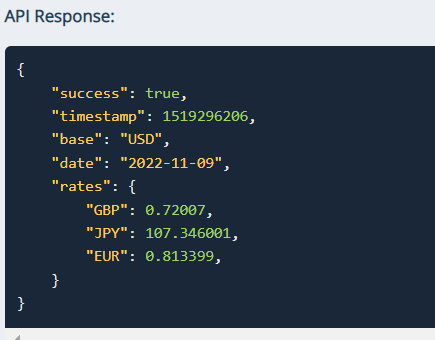 API Response:
{
    "success": true,
    "timestamp": 1519296206,
    "base": "USD",
    "date": "2022-11-09",
    "rates": {
        "GBP": 0.72007,
        "JPY": 107.346001,
        "EUR": 0.813399,
    }
}